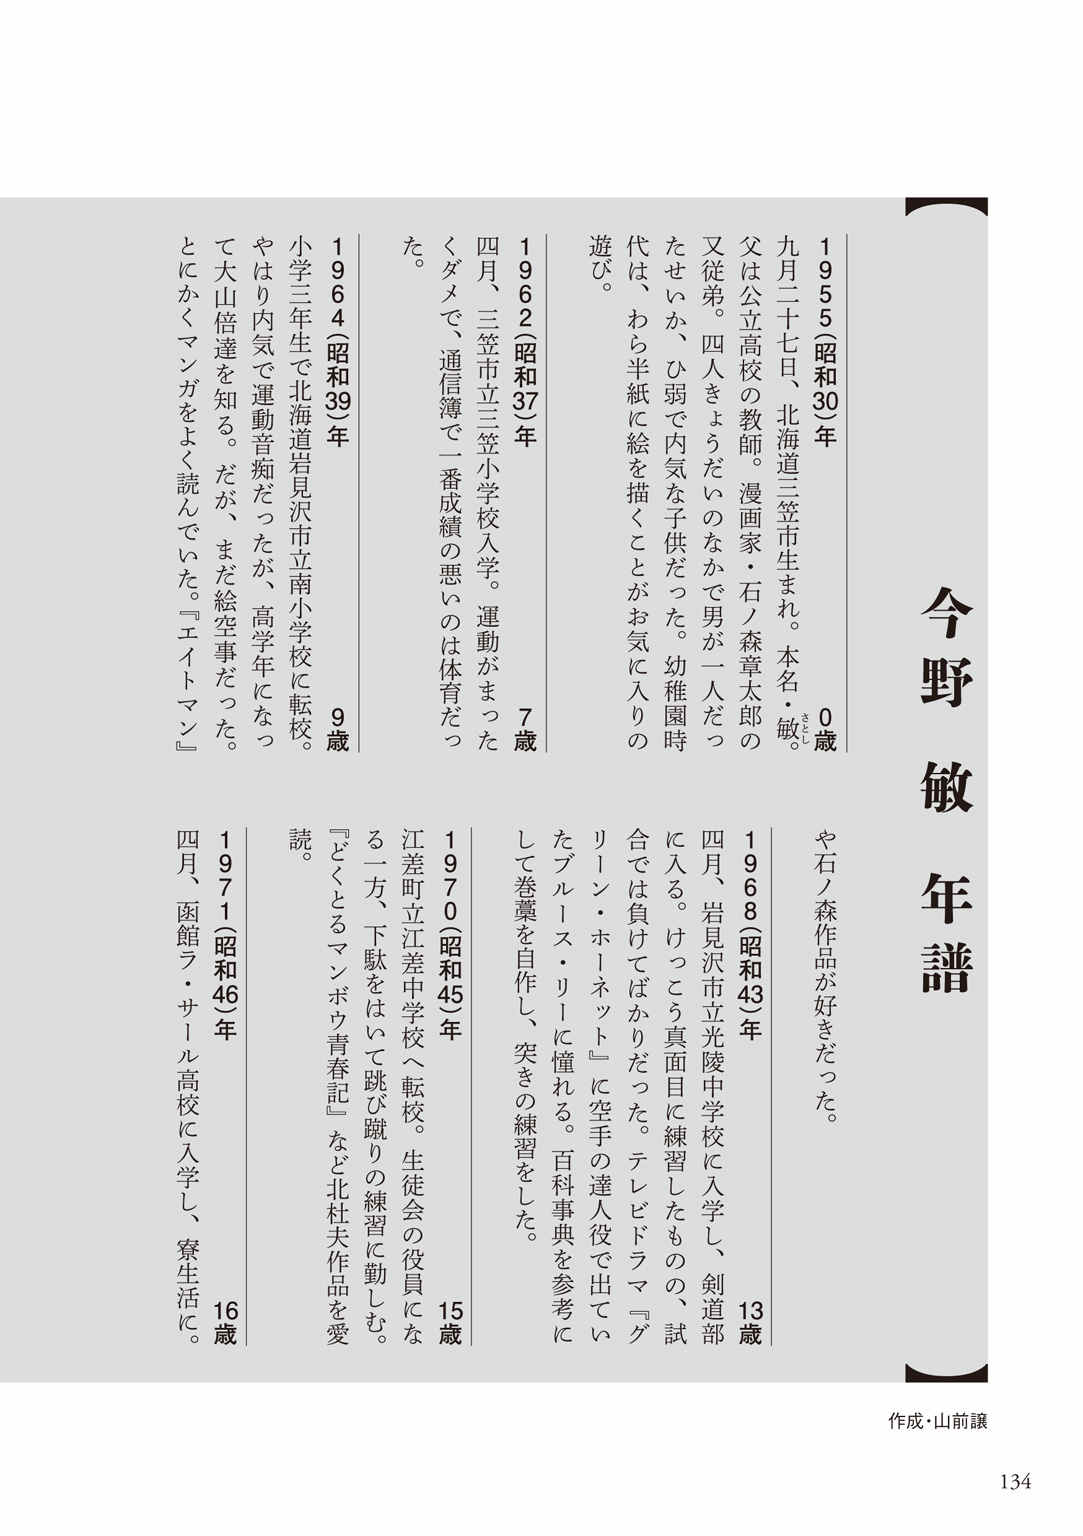 今野 敏 年譜
1955(昭和30)年 0歳
九月二十七日、北海道三笠市生まれ。本名・敏。
さとし
父は公立高校の教師。漫画家・石ノ森章太郎の
又従弟。四人きょうだいのなかで男が一人だっ
たせいか、ひ弱で内気な子供だった。幼稚園時
代は、わら半紙に絵を描くことがお気に入りの
遊び。
1962(昭和37)年 7歳
四月、三笠市立三笠小学校入学。運動がまった
くダメで、通信簿で一番成績の悪いのは体育だっ
た。
1964(昭和39)年 9歳
小学三年生で北海道岩見沢市立南小学校に転校。
やはり内気で運動音痴だったが、高学年になっ
て大山倍達を知る。だが、まだ絵空事だった。
とにかくマンガをよく読んでいた。『エイトマン』
や石ノ森作品が好きだった。
1968(昭和43)年 13歳
四月、岩見沢市立光陵中学校に入学し、剣道部
に入る。けっこう真面目に練習したものの、試
合では負けてばかりだった。テレビドラマ『グ
リーン・ホーネット』に空手の達人役で出てい
たブルース・リーに憧れる。百科事典を参考に
して巻藁を自作し、突きの練習をした。
1970(昭和45)年 15歳
江差町立江差中学校へ転校。生徒会の役員にな
る一方、下駄をはいて跳び蹴りの練習に勤しむ。
『どくとるマンボウ青春記』など北杜夫作品を愛
読。
1971(昭和46)年 16歳
四月、函館ラ・サール高校に入学し、寮生活に。
作成・山前譲
134